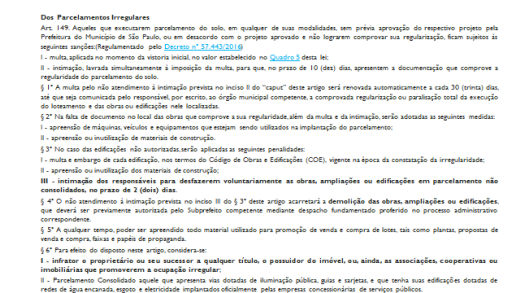 Dos Parcelamentos Irregulares
Art. 149. Aqueles que executarem parcelamento do solo, em qualquer de suas modalidades, sem prévia aprovação do respectivo projeto pela
Prefeitura do Município de São Paulo, ou em desacordo com o projeto aprovado e não lograrem comprovar sua regularização, ficam sujeitos às
seguintes sanções:(Regulamentado pelo Decreto nº 57.443/2016)
I - multa, aplicada no momento da vistoria inicial, no valor estabelecido no Quadro 5 desta lei;
II - intimação, lavrada simultaneamente à imposição da multa, para que, no prazo de 10 (dez) dias, apresentem a documentação que comprove a
regularidade do parcelamento do solo.
§ 1º A multa pelo não atendimento à intimação prevista no inciso II do "caput" deste artigo será renovada automaticamente a cada 30 (trinta) dias,
até que seja comunicada pelo responsável, por escrito, ao órgão municipal competente, a comprovada regularização ou paralisação total da execução
do loteamento e das obras ou edificações nele localizadas.
§ 2º Na falta de documento no local das obras que comprove a sua regularidade, além da multa e da intimação, serão adotadas as seguintes medidas:
I - apreensão de máquinas, veículos e equipamentos que estejam sendo utilizados na implantação do parcelamento;
II - apreensão ou inutilização de materiais de construção.
§ 3º No caso das edificações não autorizadas, serão aplicadas as seguintes penalidades:
I - multa e embargo de cada edificação, nos termos do Código de Obras e Edificações (COE), vigente na época da constatação da irregularidade;
II - apreensão ou inutilização dos materiais de construção;
III - intimação dos responsáveis para desfazerem voluntariamente as obras, ampliações ou edificações em parcelamento não
consolidados, no prazo de 2 (dois) dias.
§ 4º O não atendimento à intimação prevista no inciso III do § 3º deste artigo acarretará a demolição das obras, ampliações ou edificações,
que deverá ser previamente autorizada pelo Subprefeito competente mediante despacho fundamentado proferido no processo administrativo
correspondente.
§ 5º A qualquer tempo, poder ser apreendido todo material utilizado para promoção de venda e compra de lotes, tais como plantas, propostas de
venda e compra, faixas e papéis de propaganda.
§ 6º Para efeito do disposto neste artigo, considera-se:
I - infrator o proprietário ou seu sucessor a qualquer título, o possuidor do imóvel, ou, ainda, as associações, cooperativas ou
imobiliárias que promoverem a ocupação irregular;
II - Parcelamento Consolidado aquele que apresenta vias dotadas de iluminação pública, guias e sarjetas, e que tenha suas edificações dotadas de
redes de água encanada, esgoto e eletricidade implantados oficialmente pelas empresas concessionárias de serviços públicos.